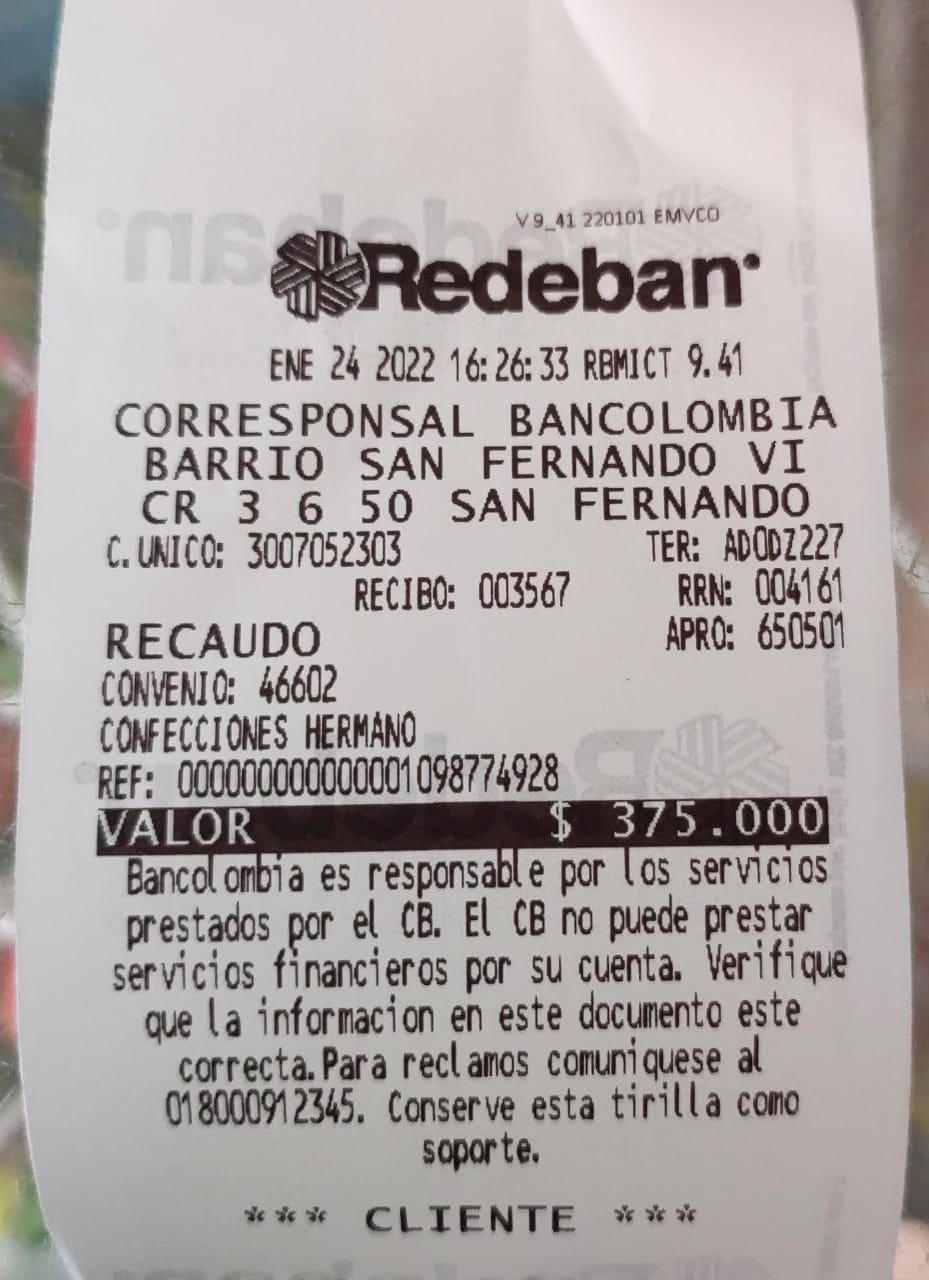 V 9_41 220101 EMVCO
Redeban
ENE 24 2022 16:26:33 RBMICT 9.41
CORRESPONSAL BANCOLOMBIA
BARRIO SAN FERNANDO VI
CR 3 6 50 SAN FERNANDO
C. UNICO: 3007052303 TER: ADODZ227
RECIBO: 003567 RRN: 004161
RECAUDO APRO: 650501
CONVENIO: 46602
CONFECCIONES HERMANO
REF: 0000000000000001098774928
VALOR $ 375.000
Bancolombia es responsable por los servicios
prestados por el CB. El CB no puede prestar
servicios financieros por su cuenta. Verifique
que la informacion en este documento este
correcta. Para reclamos comuniquese al
018000912345. Conserve esta tirilla como
soporte.
*** CLIENTE ***